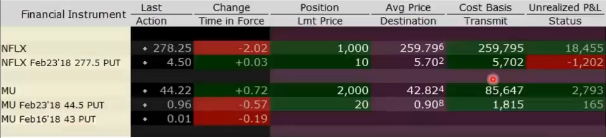 Financial Instrument Last Change Position Avg Price Cost Basis Unrealized P&L
Action Time in Force Lmt Price Destination Transmit Status
NFLX 278.25 -2.02 1,000 259.796 259,795 18,455
NFLX Feb23'18 277.5 PUT 4.50 +0.03 10 5.702 5,702 -1,202
MU 44.22 +0.72 2,000 42.824 85,647 2,793
MU Feb23'18 44.5 PUT 0.96 -0.57 20 0.908 1,815 165
MU Feb16'18 43 PUT 0.01 -0.19